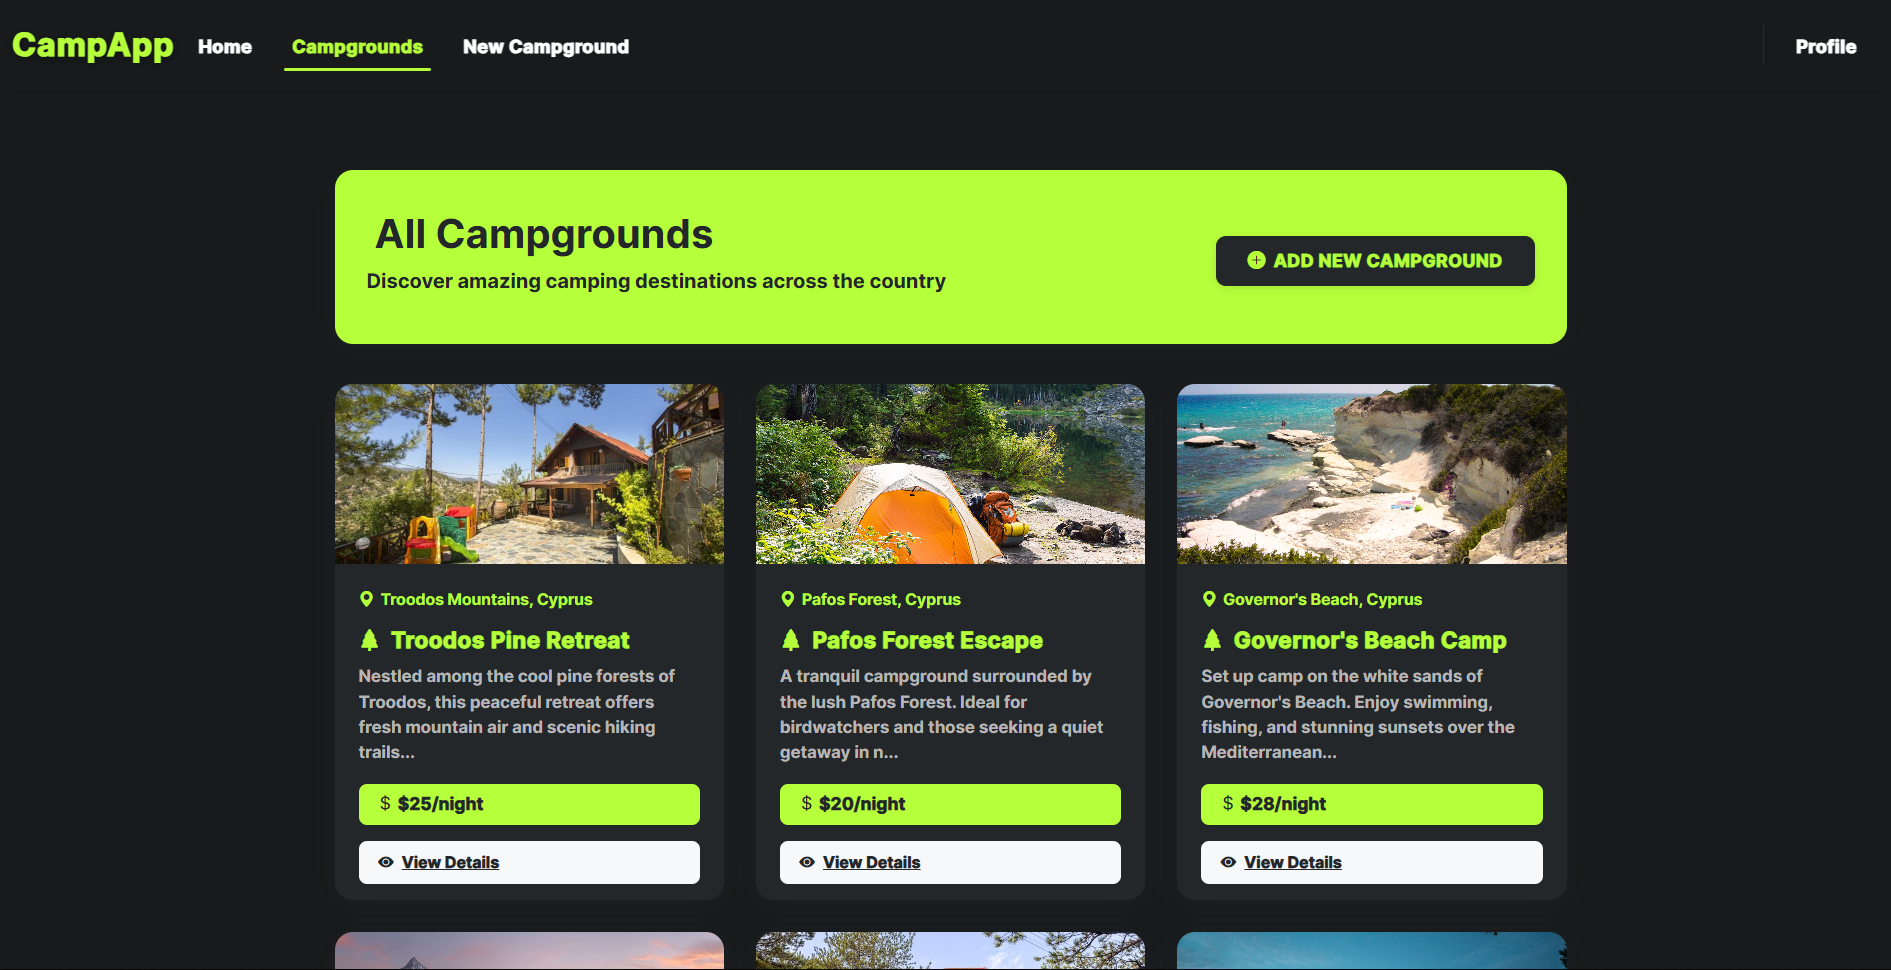 CampApp Home Campgrounds New Campground Profile
All Campgrounds
Discover amazing camping destinations across the country
ADD NEW CAMPGROUND
Troodos Mountains, Cyprus
Troodos Pine Retreat
Nestled among the cool pine forests of
Troodos, this peaceful retreat offers
fresh mountain air and scenic hiking
trails...
$ $25/night
View Details
Pafos Forest, Cyprus
Pafos Forest Escape
A tranquil campground surrounded by
the lush Pafos Forest. Ideal for
birdwatchers and those seeking a quiet
getaway in n...
$ $20/night
View Details
Governor's Beach, Cyprus
Governor's Beach Camp
Set up camp on the white sands of
Governor's Beach. Enjoy swimming,
fishing, and stunning sunsets over the
Mediterranean...
$ $28/night
View Details